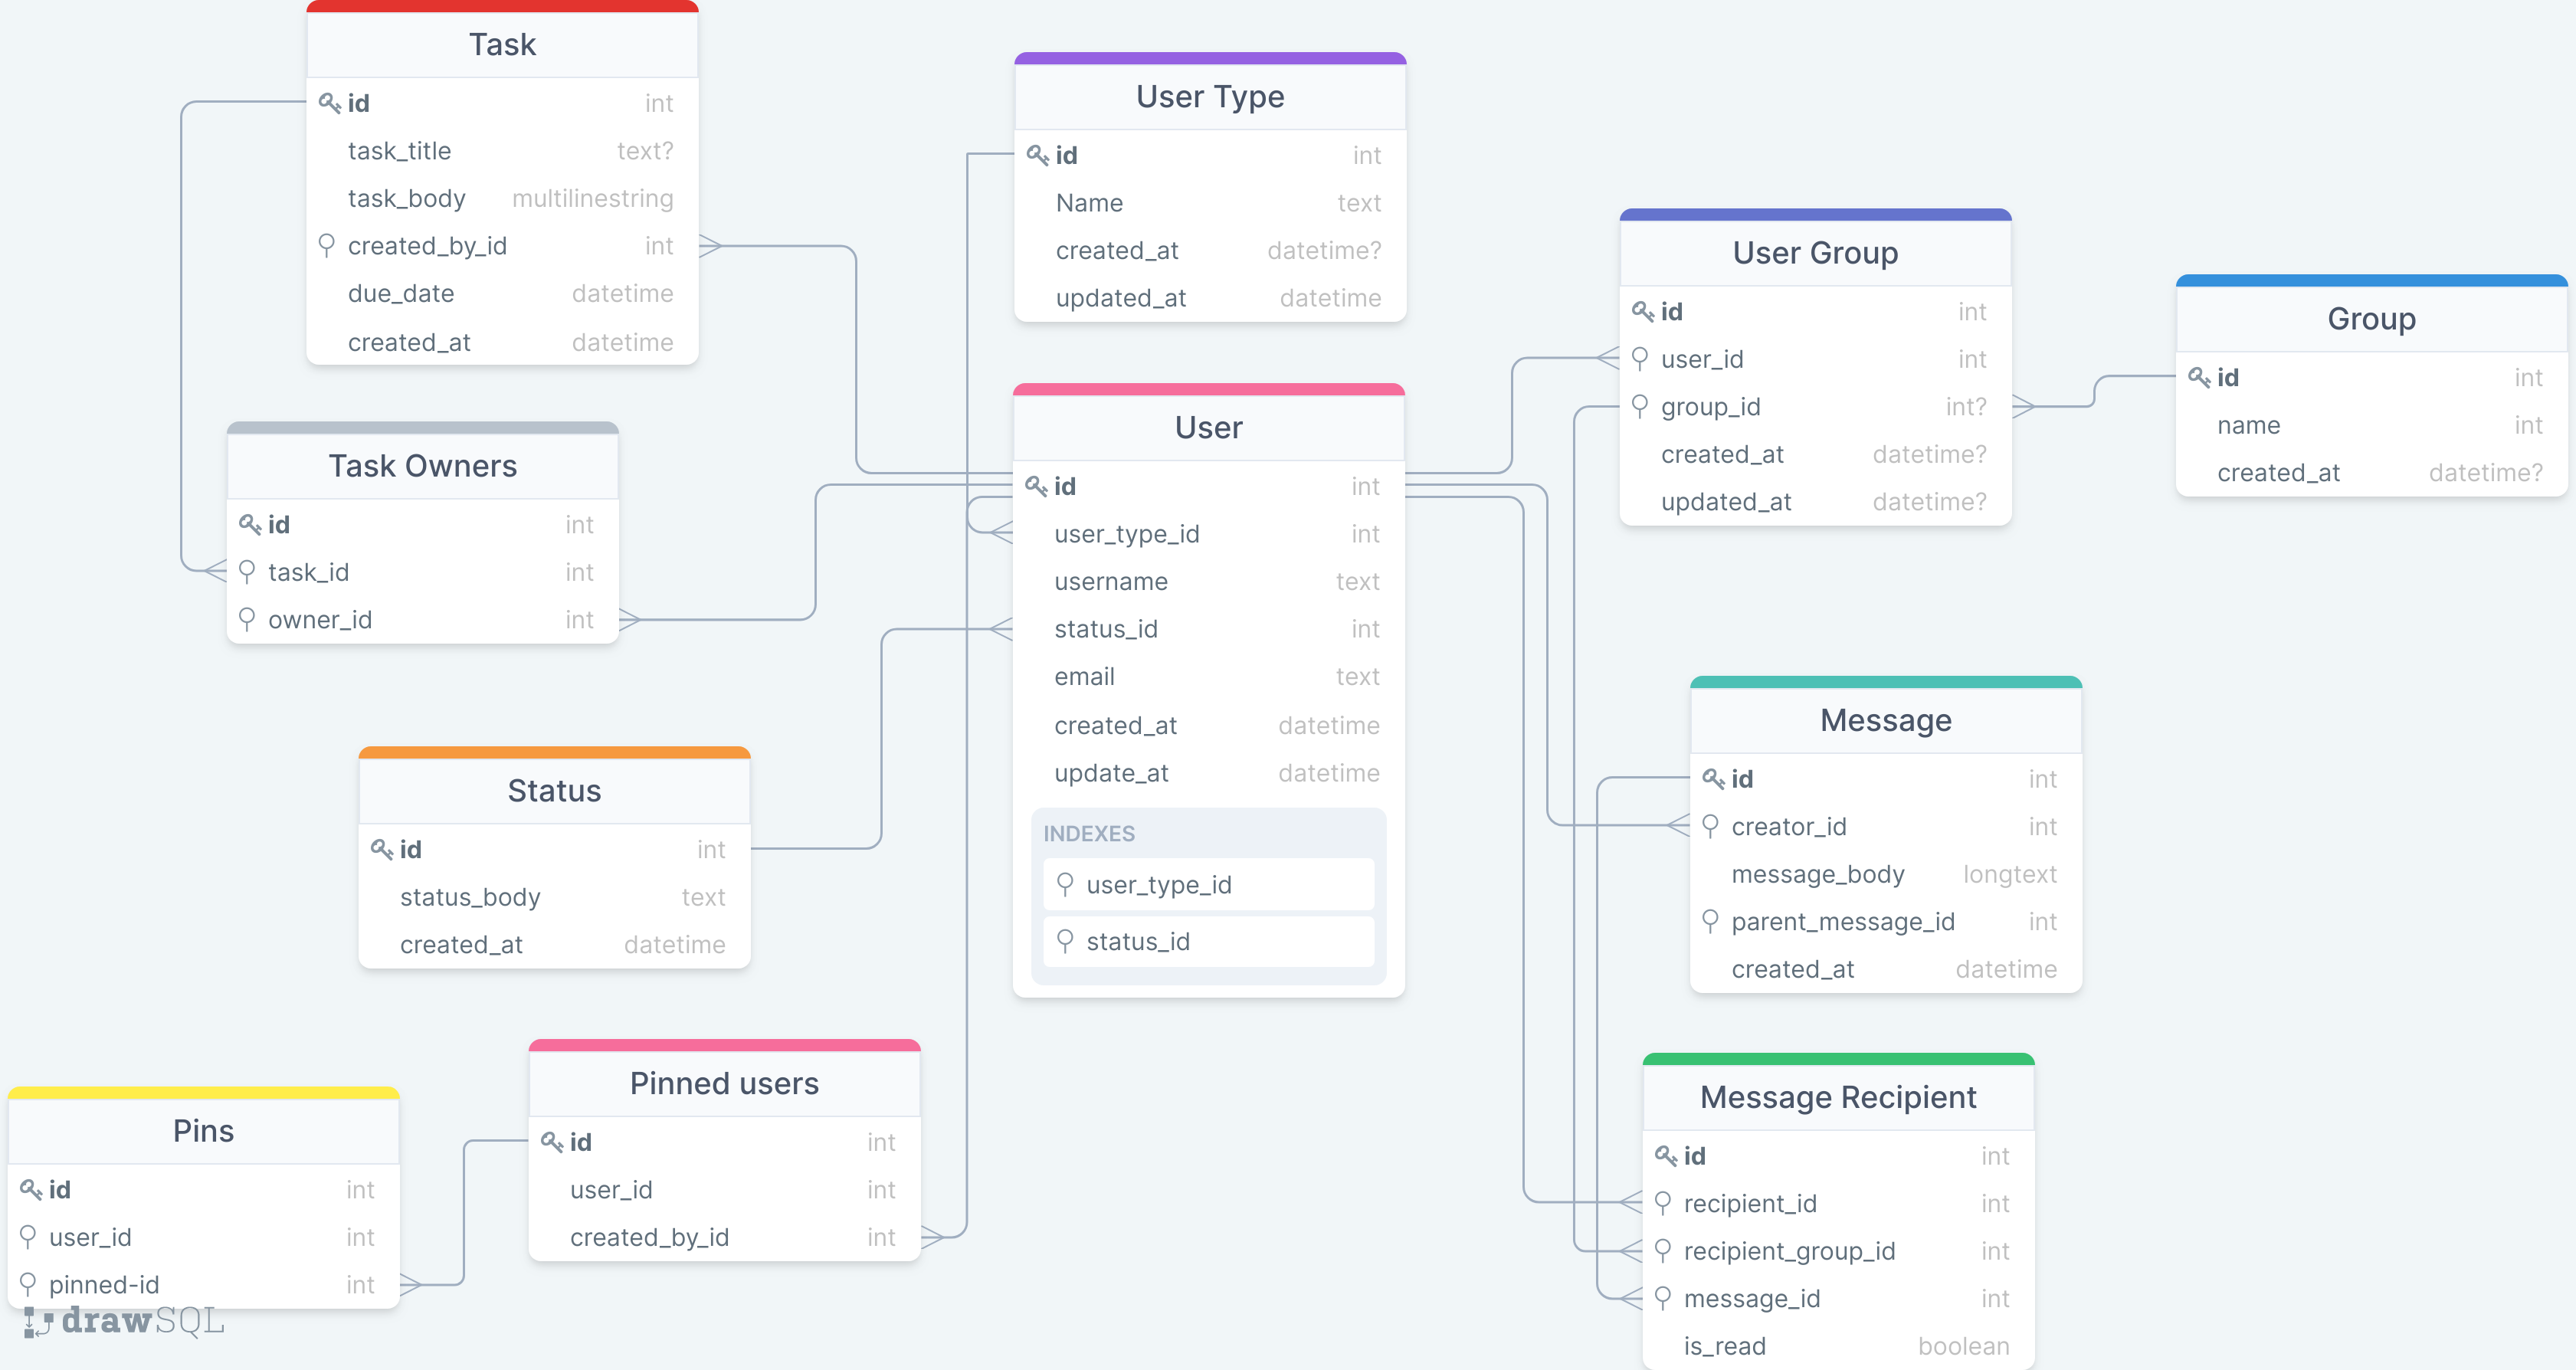 Task
id int
task_title text?
task_body multilinestring
created_by_id int
due_date datetime
created_at datetime
User Type
id int
Name text
created_at datetime?
updated_at datetime
User Group
id int
user_id int
group_id int?
created_at datetime?
updated_at datetime?
Group
id int
name int
created_at datetime?
Task Owners
id int
task_id int
owner_id int
User
id int
user_type_id int
username text
status_id int
email text
created_at datetime
update_at datetime
INDEXES
user_type_id
status_id
Status
id int
status_body text
created_at datetime
Message
id int
creator_id int
message_body longtext
parent_message_id int
created_at datetime
Pins
id int
user_id int
pinned-id int
Pinned users
id int
user_id int
created_by_id int
Message Recipient
id int
recipient_id int
recipient_group_id int
message_id int
is_read boolean
drawSQL